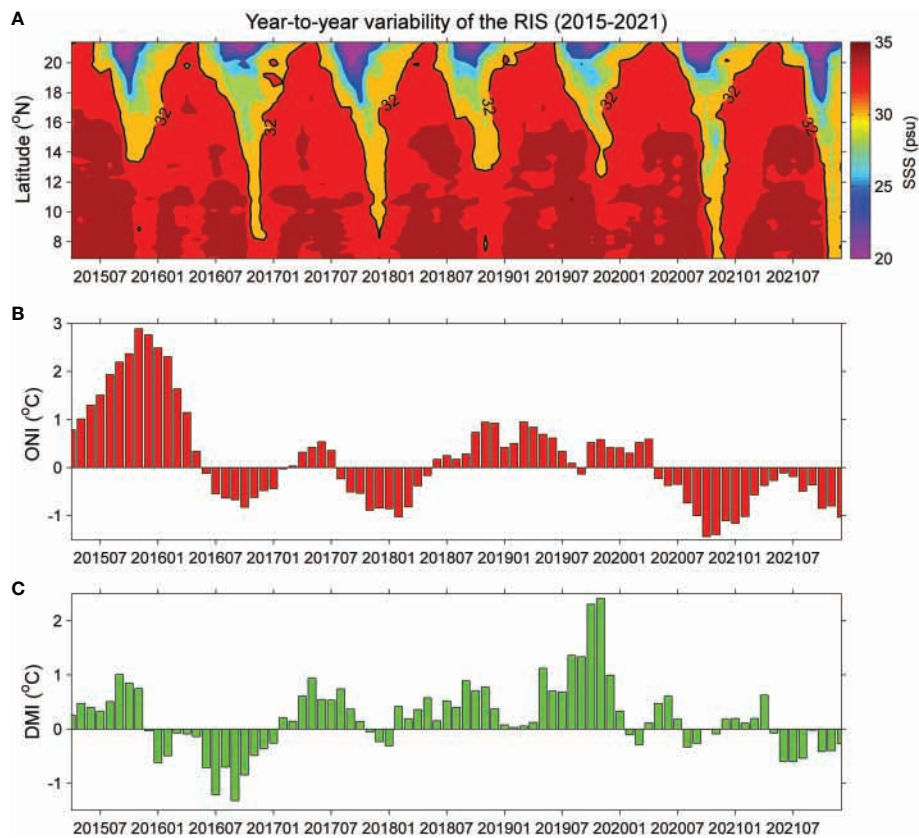 A
Year-to-year variability of the RIS (2015-2021)
Latitude (°N)
20
18
16
14
12
10
8
32
32
32
32
32
32
32
201507 201601 201607 201701 201707 201801 201807 201901 201907 202001 202007 202101 202107
35
30
25
20
SSS (psu)
B
ONI (°C)
3
2
1
0
-1
201507 201601 201607 201701 201707 201801 201807 201901 201907 202001 202007 202101 202107
C
DMI (°C)
2
1
0
-1
201507 201601 201607 201701 201707 201801 201807 201901 201907 202001 202007 202101 202107